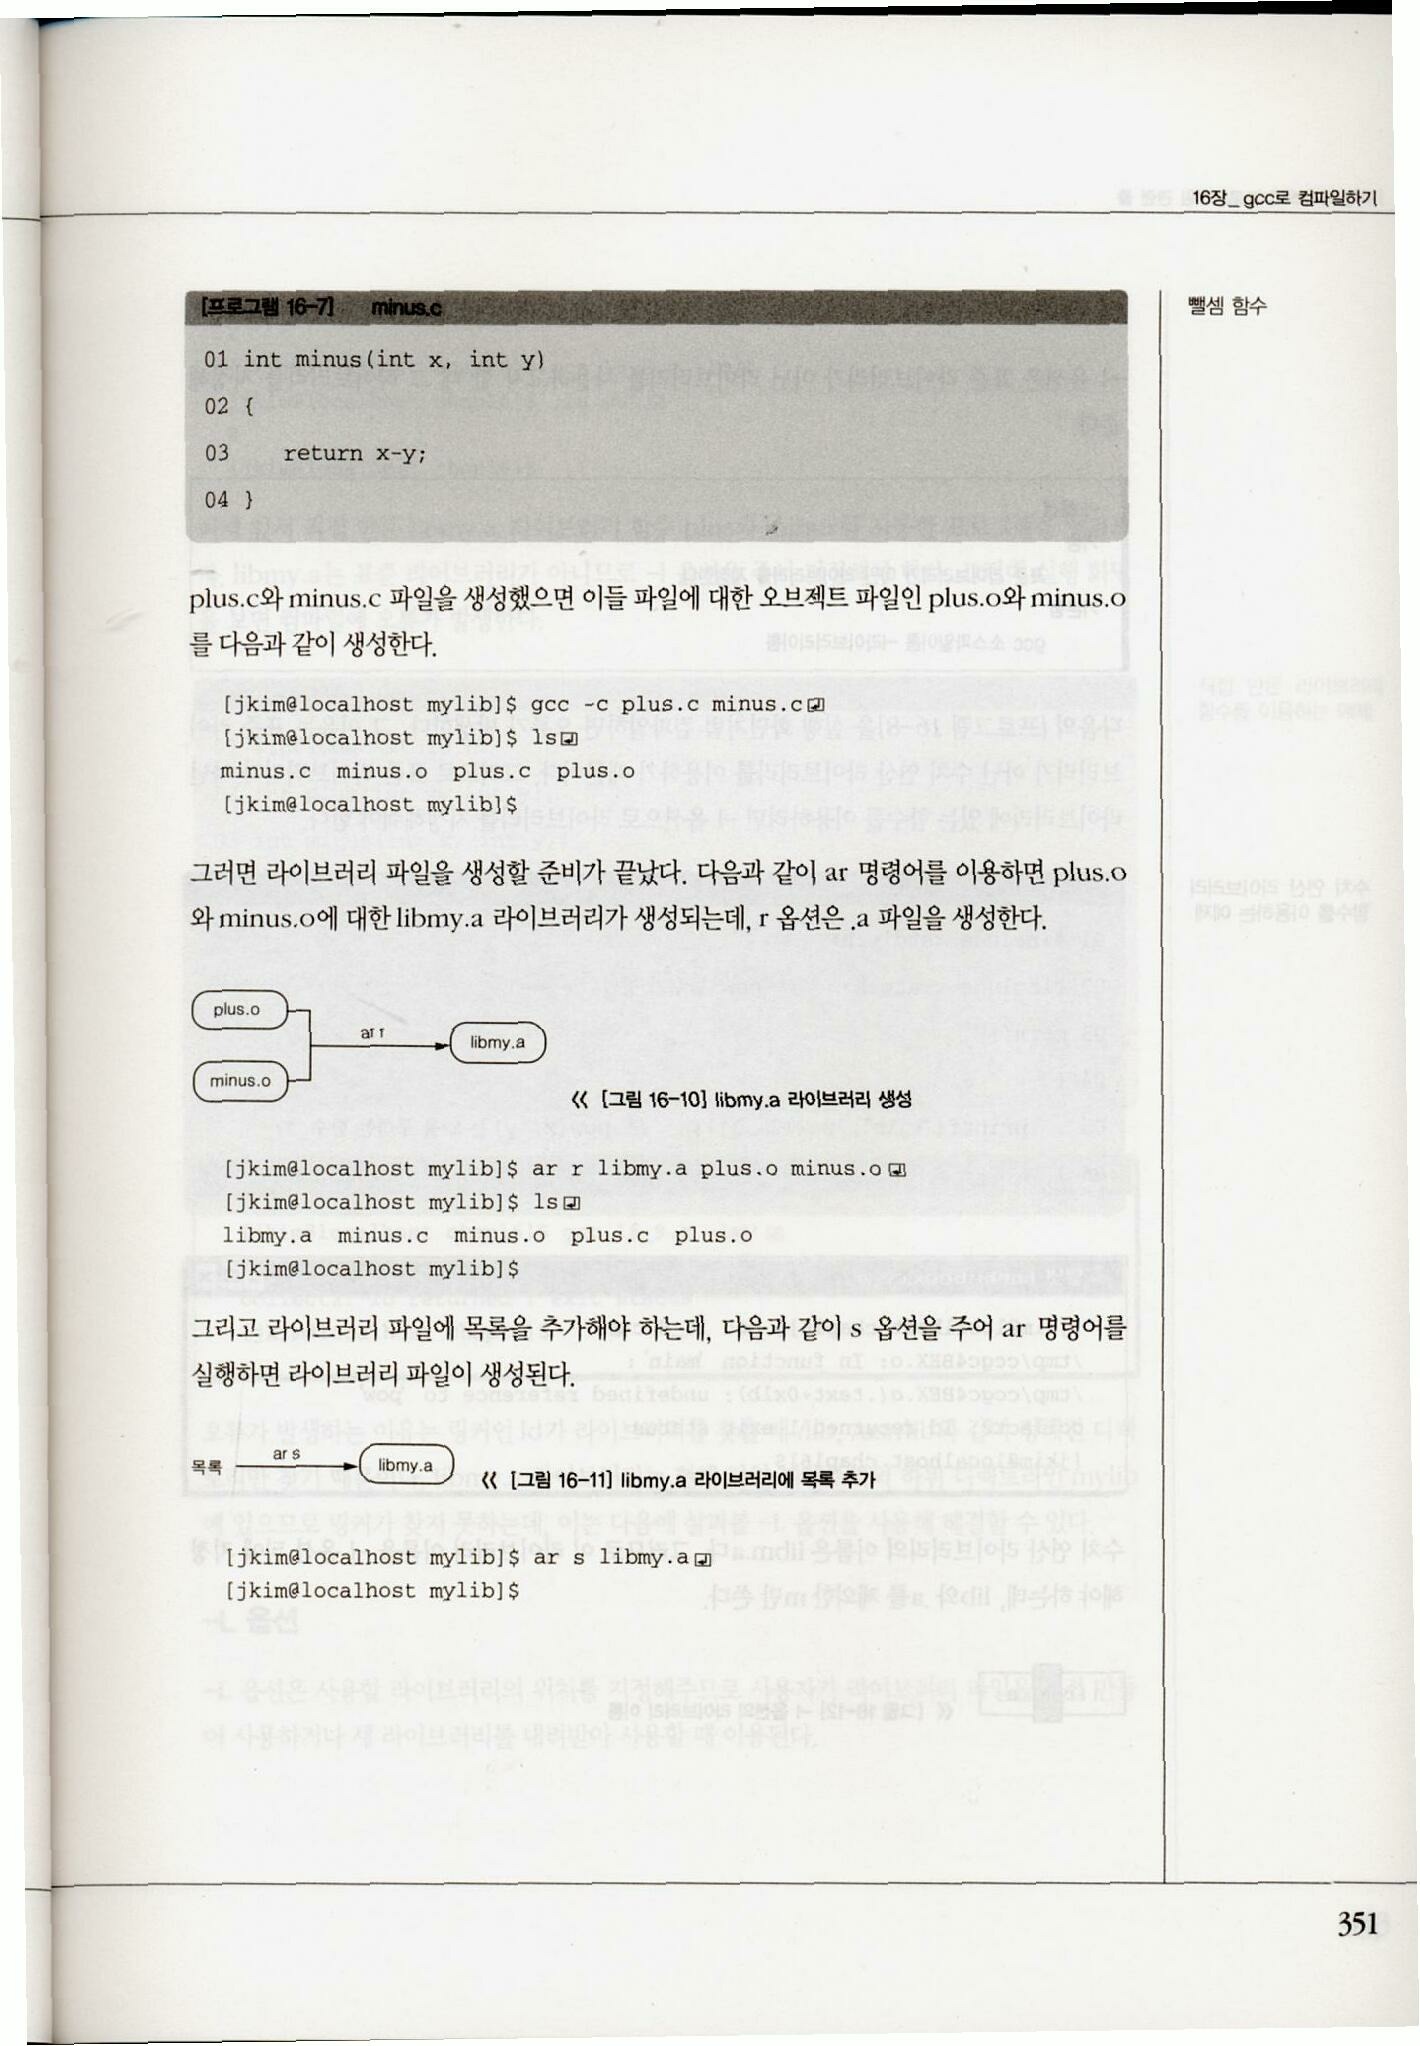 16장_ gcc로 컴파일하기
[프로그램 16-7] minus.c
뺄셈 함수
01 int minus(int x, int y)
02 {
03 return x-y;
04 }
plus.c와 minus.c 파일을 생성했으면 이들 파일에 대한 오브젝트 파일인 plus.o와 minus.o
를 다음과 같이 생성한다.
[jkim@localhost mylib]$ gcc -c plus.c minus.c
[jkim@localhost mylib]$ ls
minus.c minus.o plus.c plus.o
[jkim@localhost mylib]$
그러면 라이브러리 파일을 생성할 준비가 끝났다. 다음과 같이 ar 명령어를 이용하면 plus.o
와 minus.o에 대한 libmy.a 라이브러리가 생성되는데, r 옵션은 .a 파일을 생성한다.
plus.o
ar r
libmy.a
minus.o
《 [그림 16-10] libmy.a 라이브러리 생성
[jkim@localhost mylib]$ ar r libmy.a plus.o minus.o
[jkim@localhost mylib]$ ls
libmy.a minus.c minus.o plus.c plus.o
[jkim@localhost mylib]$
그리고 라이브러리 파일에 목록을 추가해야 하는데, 다음과 같이 s 옵션을 주어 ar 명령어를
실행하면 라이브러리 파일이 생성된다.
목록
ar s
libmy.a
《 [그림 16-11] libmy.a 라이브러리에 목록 추가
[jkim@localhost mylib]$ ar s libmy.a
[jkim@localhost mylib]$
351